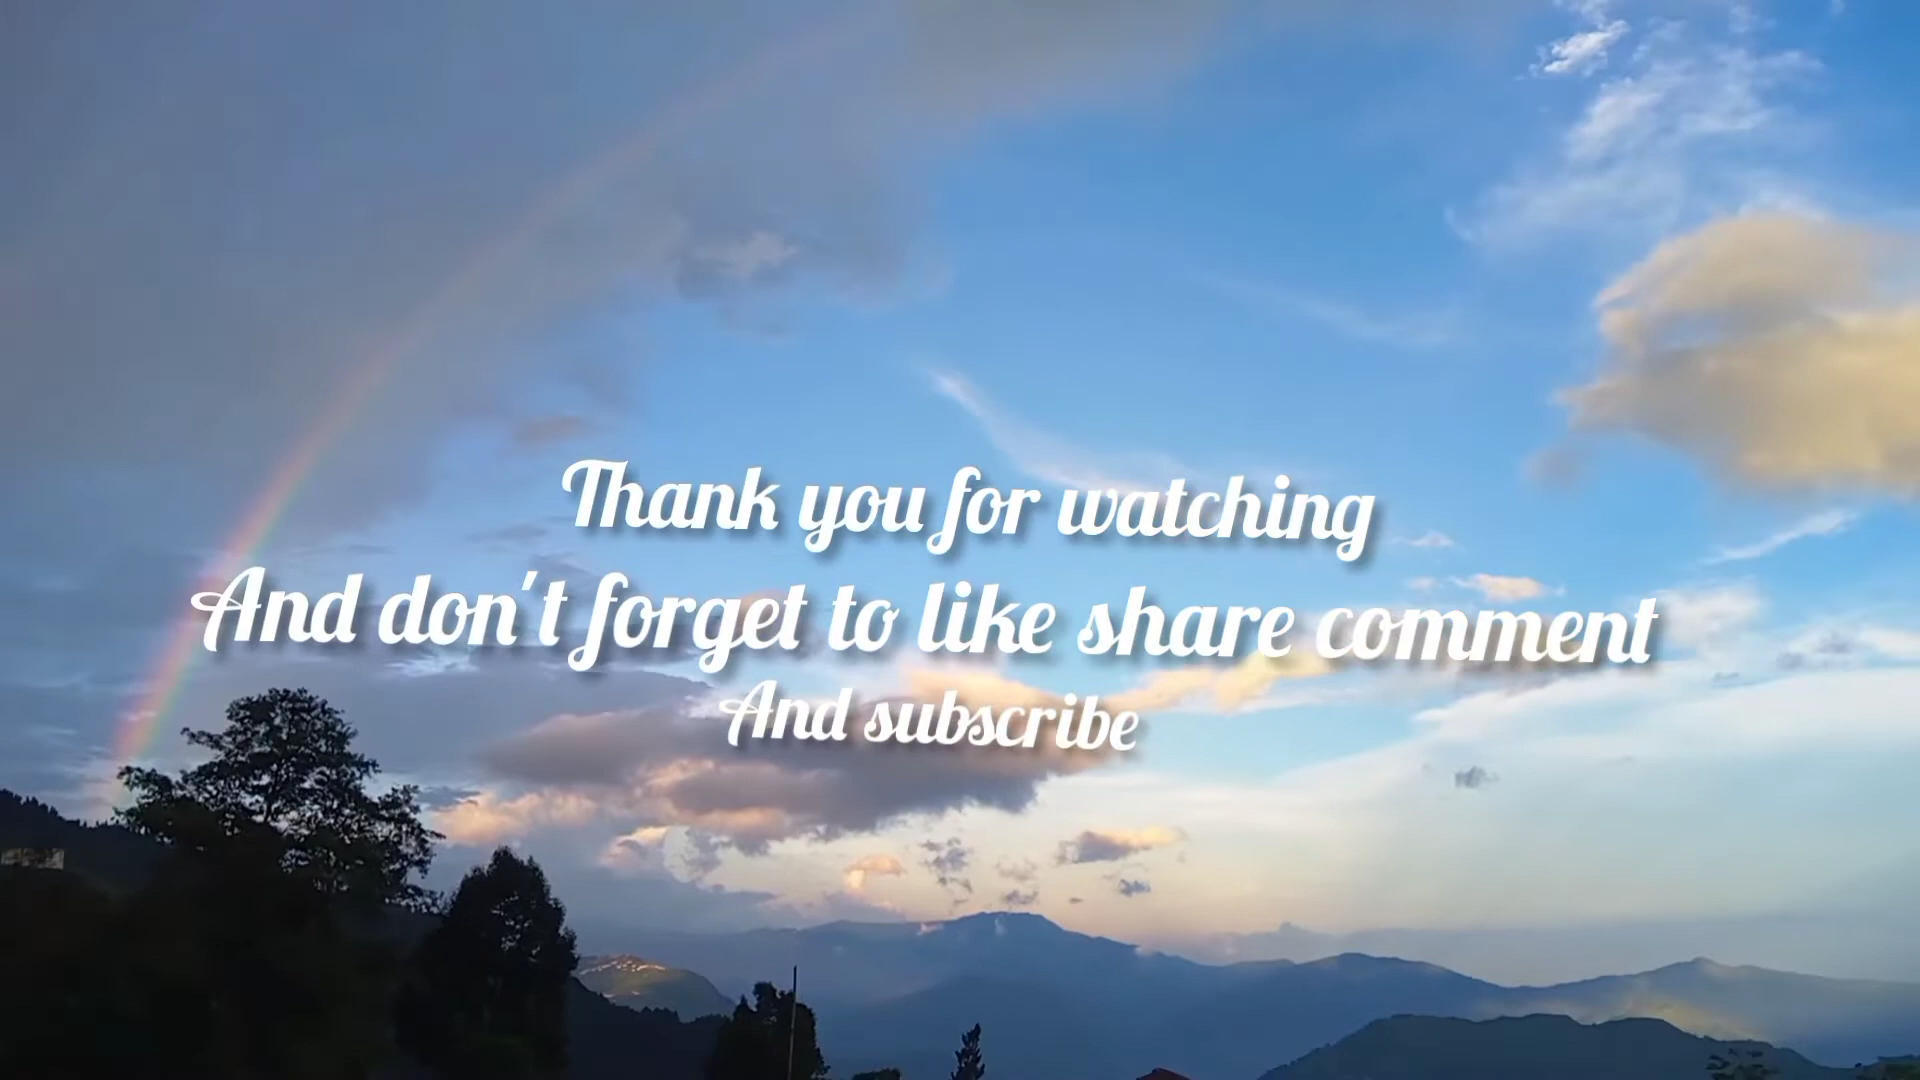 Thank you for watching
And don't forget to like share comment
And subscribe